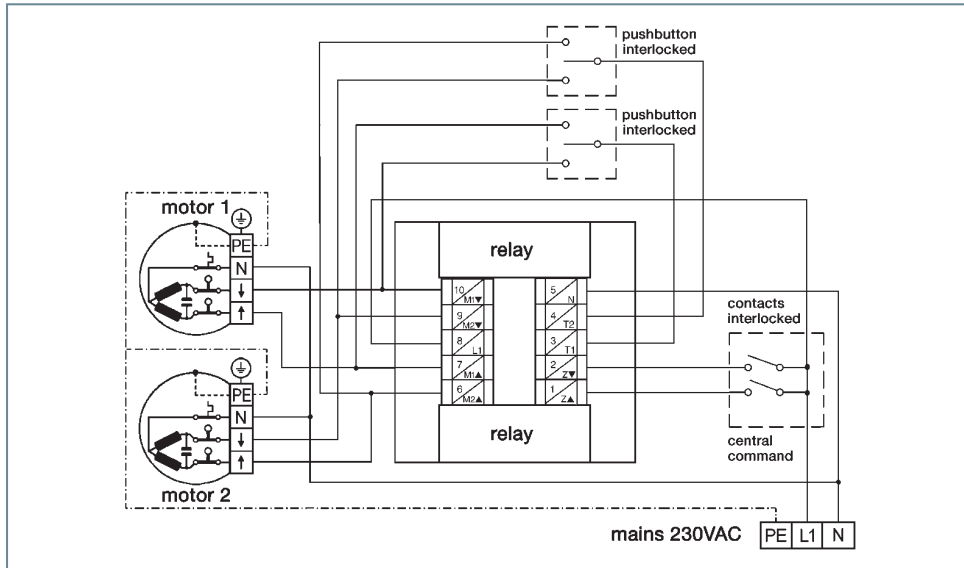 pushbutton
interlocked
pushbutton
interlocked
motor 1
PE
N
↓
↑
relay
10 M1▼
5 N
9 M2▼
4 T2
8 L1
3 T1
7 M1▲
2 Z▼
6 M2▲
1 Z▲
relay
contacts
interlocked
central
command
PE
N
↓
↑
motor 2
mains 230VAC PE L1 N